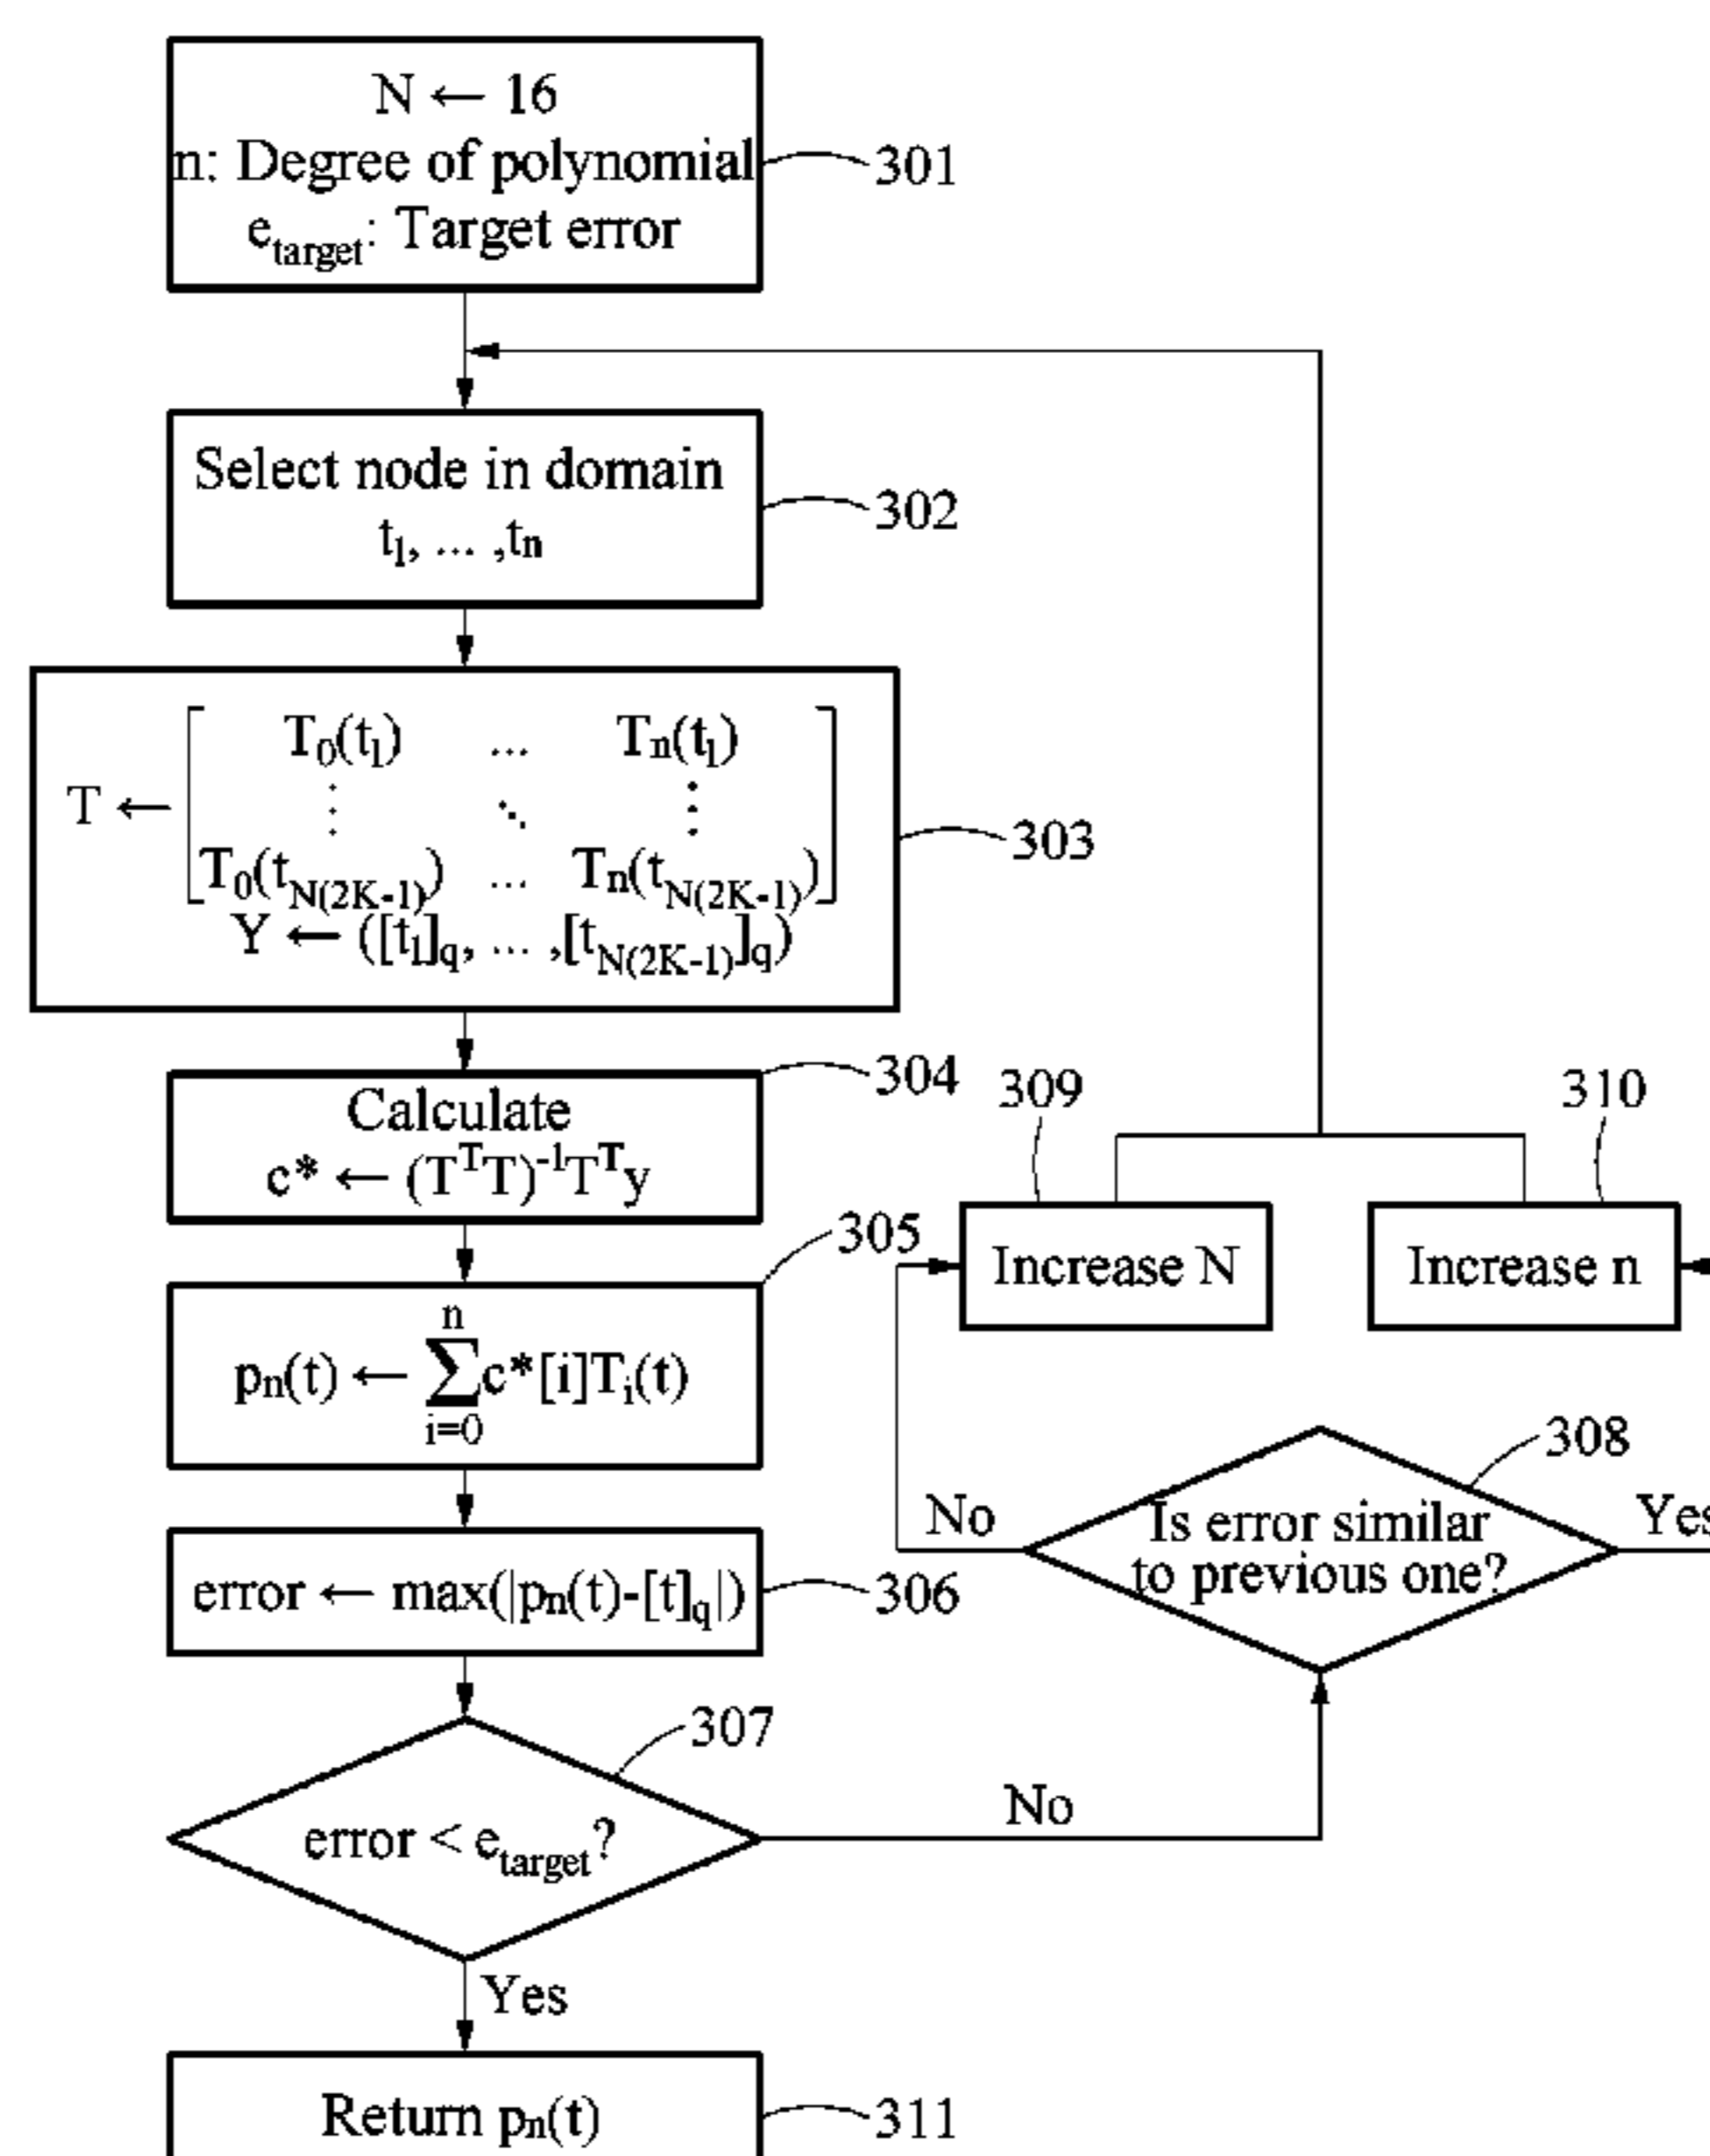 N ← 16
n: Degree of polynomial
e_target: Target error
301
Select node in domain
t_1, ... ,t_n
302
T_0(t_1) ... T_n(t_1)
T ← ⋮ ⋱ ⋮
T_0(t_N(2K-1)) ... T_n(t_N(2K-1))
Y ← ([t_1]_q, ... ,[t_N(2K-1)]_q)
303
Calculate
c* ← (T^T T)^-1 T^T y
304
n
p_n(t) ← ∑ c*[i]T_i(t)
i=0
305
error ← max(|p_n(t)-[t]_q|)
306
error < e_target?
307
No
Yes
Is error similar
to previous one?
308
No
Yes
Increase N
309
Increase n
310
Return p_n(t)
311